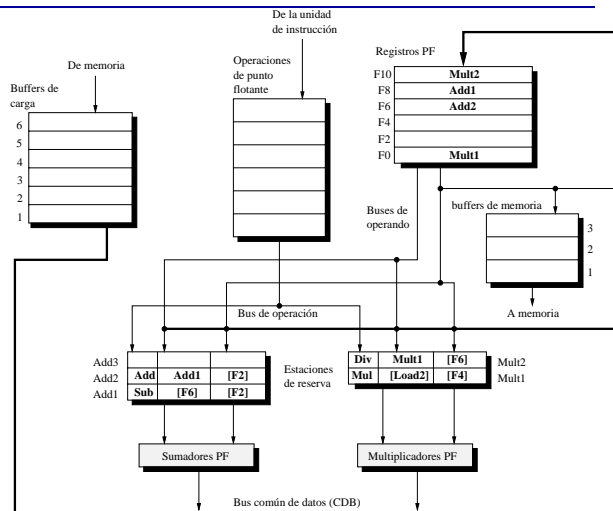 De la unidad
de instrucción
De memoria
Buffers de
carga
6
5
4
3
2
1
Operaciones
de punto
flotante
Registros PF
F10 Mult2
F8 Add1
F6 Add2
F4
F2
F0 Mult1
Buses de
operando
buffers de memoria
3
2
1
A memoria
Bus de operación
Add3
Add2 Add Add1 [F2]
Add1 Sub [F6] [F2]
Estaciones
de reserva
Div Mult1 [F6] Mult2
Mul [Load2] [F4] Mult1
Sumadores PF
Multiplicadores PF
Bus común de datos (CDB)